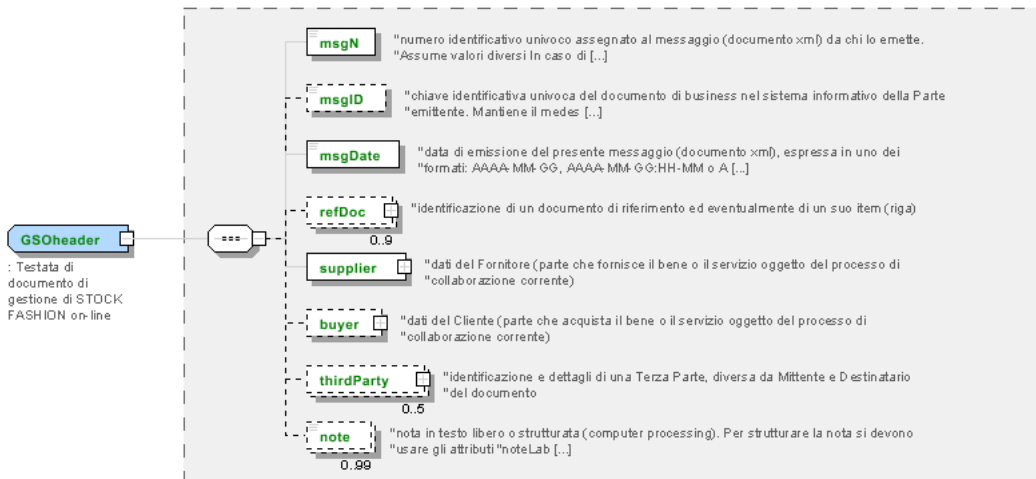 msgN
"numero identificativo univoco assegnato al messaggio (documento xml) da chi lo emette.
"Assume valori diversi In caso di [...]
msgID
"chiave identificativa univoca del documento di business nel sistema informativo della Parte
"emittente. Mantiene il medes [...]
msgDate
"data di emissione del presente messaggio (documento xml), espressa in uno dei
"formati: AAAA-MM-GG, AAAA-MM-GG:HH-MM o A [...]
refDoc
"identificazione di un documento di riferimento ed eventualmente di un suo item (riga)
0..9
GSOheader
: Testata di
documento di
gestione di STOCK
FASHION on-line
supplier
"dati del Fornitore (parte che fornisce il bene o il servizio oggetto del processo di
"collaborazione corrente)
buyer
"dati del Cliente (parte che acquista il bene o il servizio oggetto del processo di
"collaborazione corrente)
thirdParty
"identificazione e dettagli di una Terza Parte, diversa da Mittente e Destinatario
"del documento
0..5
note
"nota in testo libero o strutturata (computer processing). Per strutturare la nota si devono
"usare gli attributi "noteLab [...]
0..99